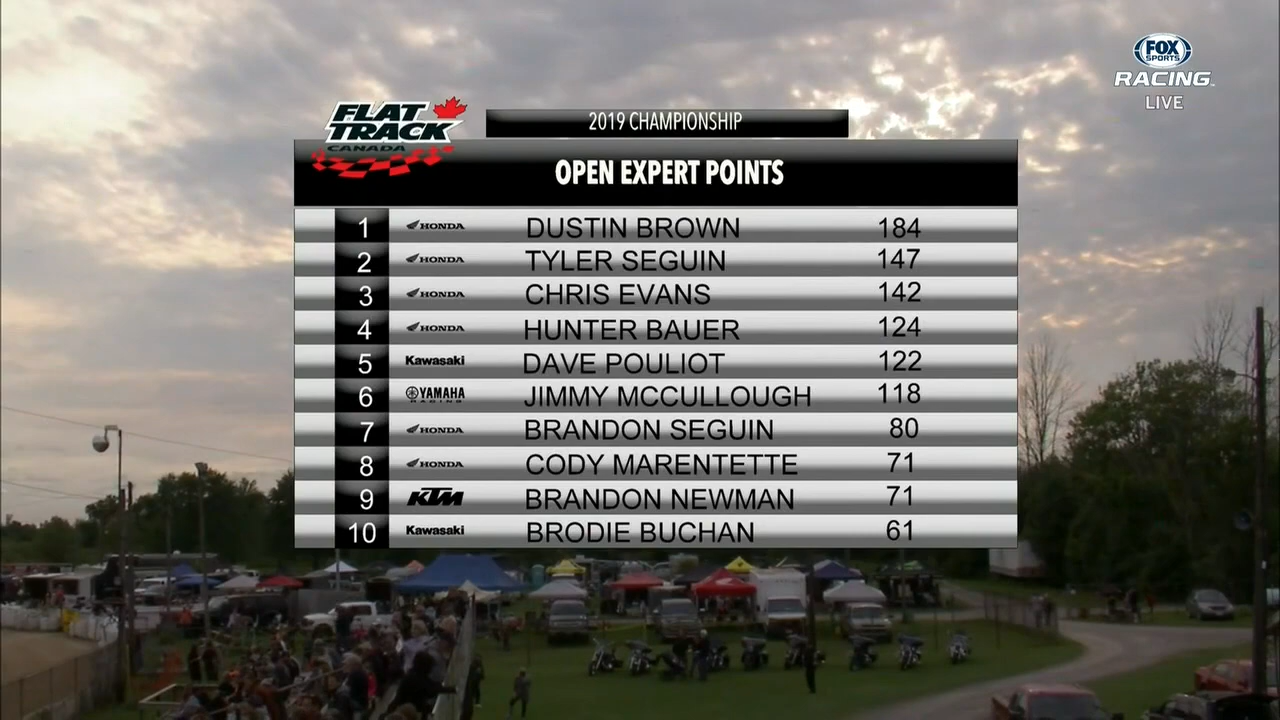 FOX
SPORTS
RACING
LIVE
FLAT
TRACK
CANADA
2019 CHAMPIONSHIP
OPEN EXPERT POINTS
1 HONDA DUSTIN BROWN 184
2 HONDA TYLER SEGUIN 147
3 HONDA CHRIS EVANS 142
4 HONDA HUNTER BAUER 124
5 Kawasaki DAVE POULIOT 122
6 YAMAHA RACING JIMMY MCCULLOUGH 118
7 HONDA BRANDON SEGUIN 80
8 HONDA CODY MARENTETTE 71
9 KTM BRANDON NEWMAN 71
10 Kawasaki BRODIE BUCHAN 61